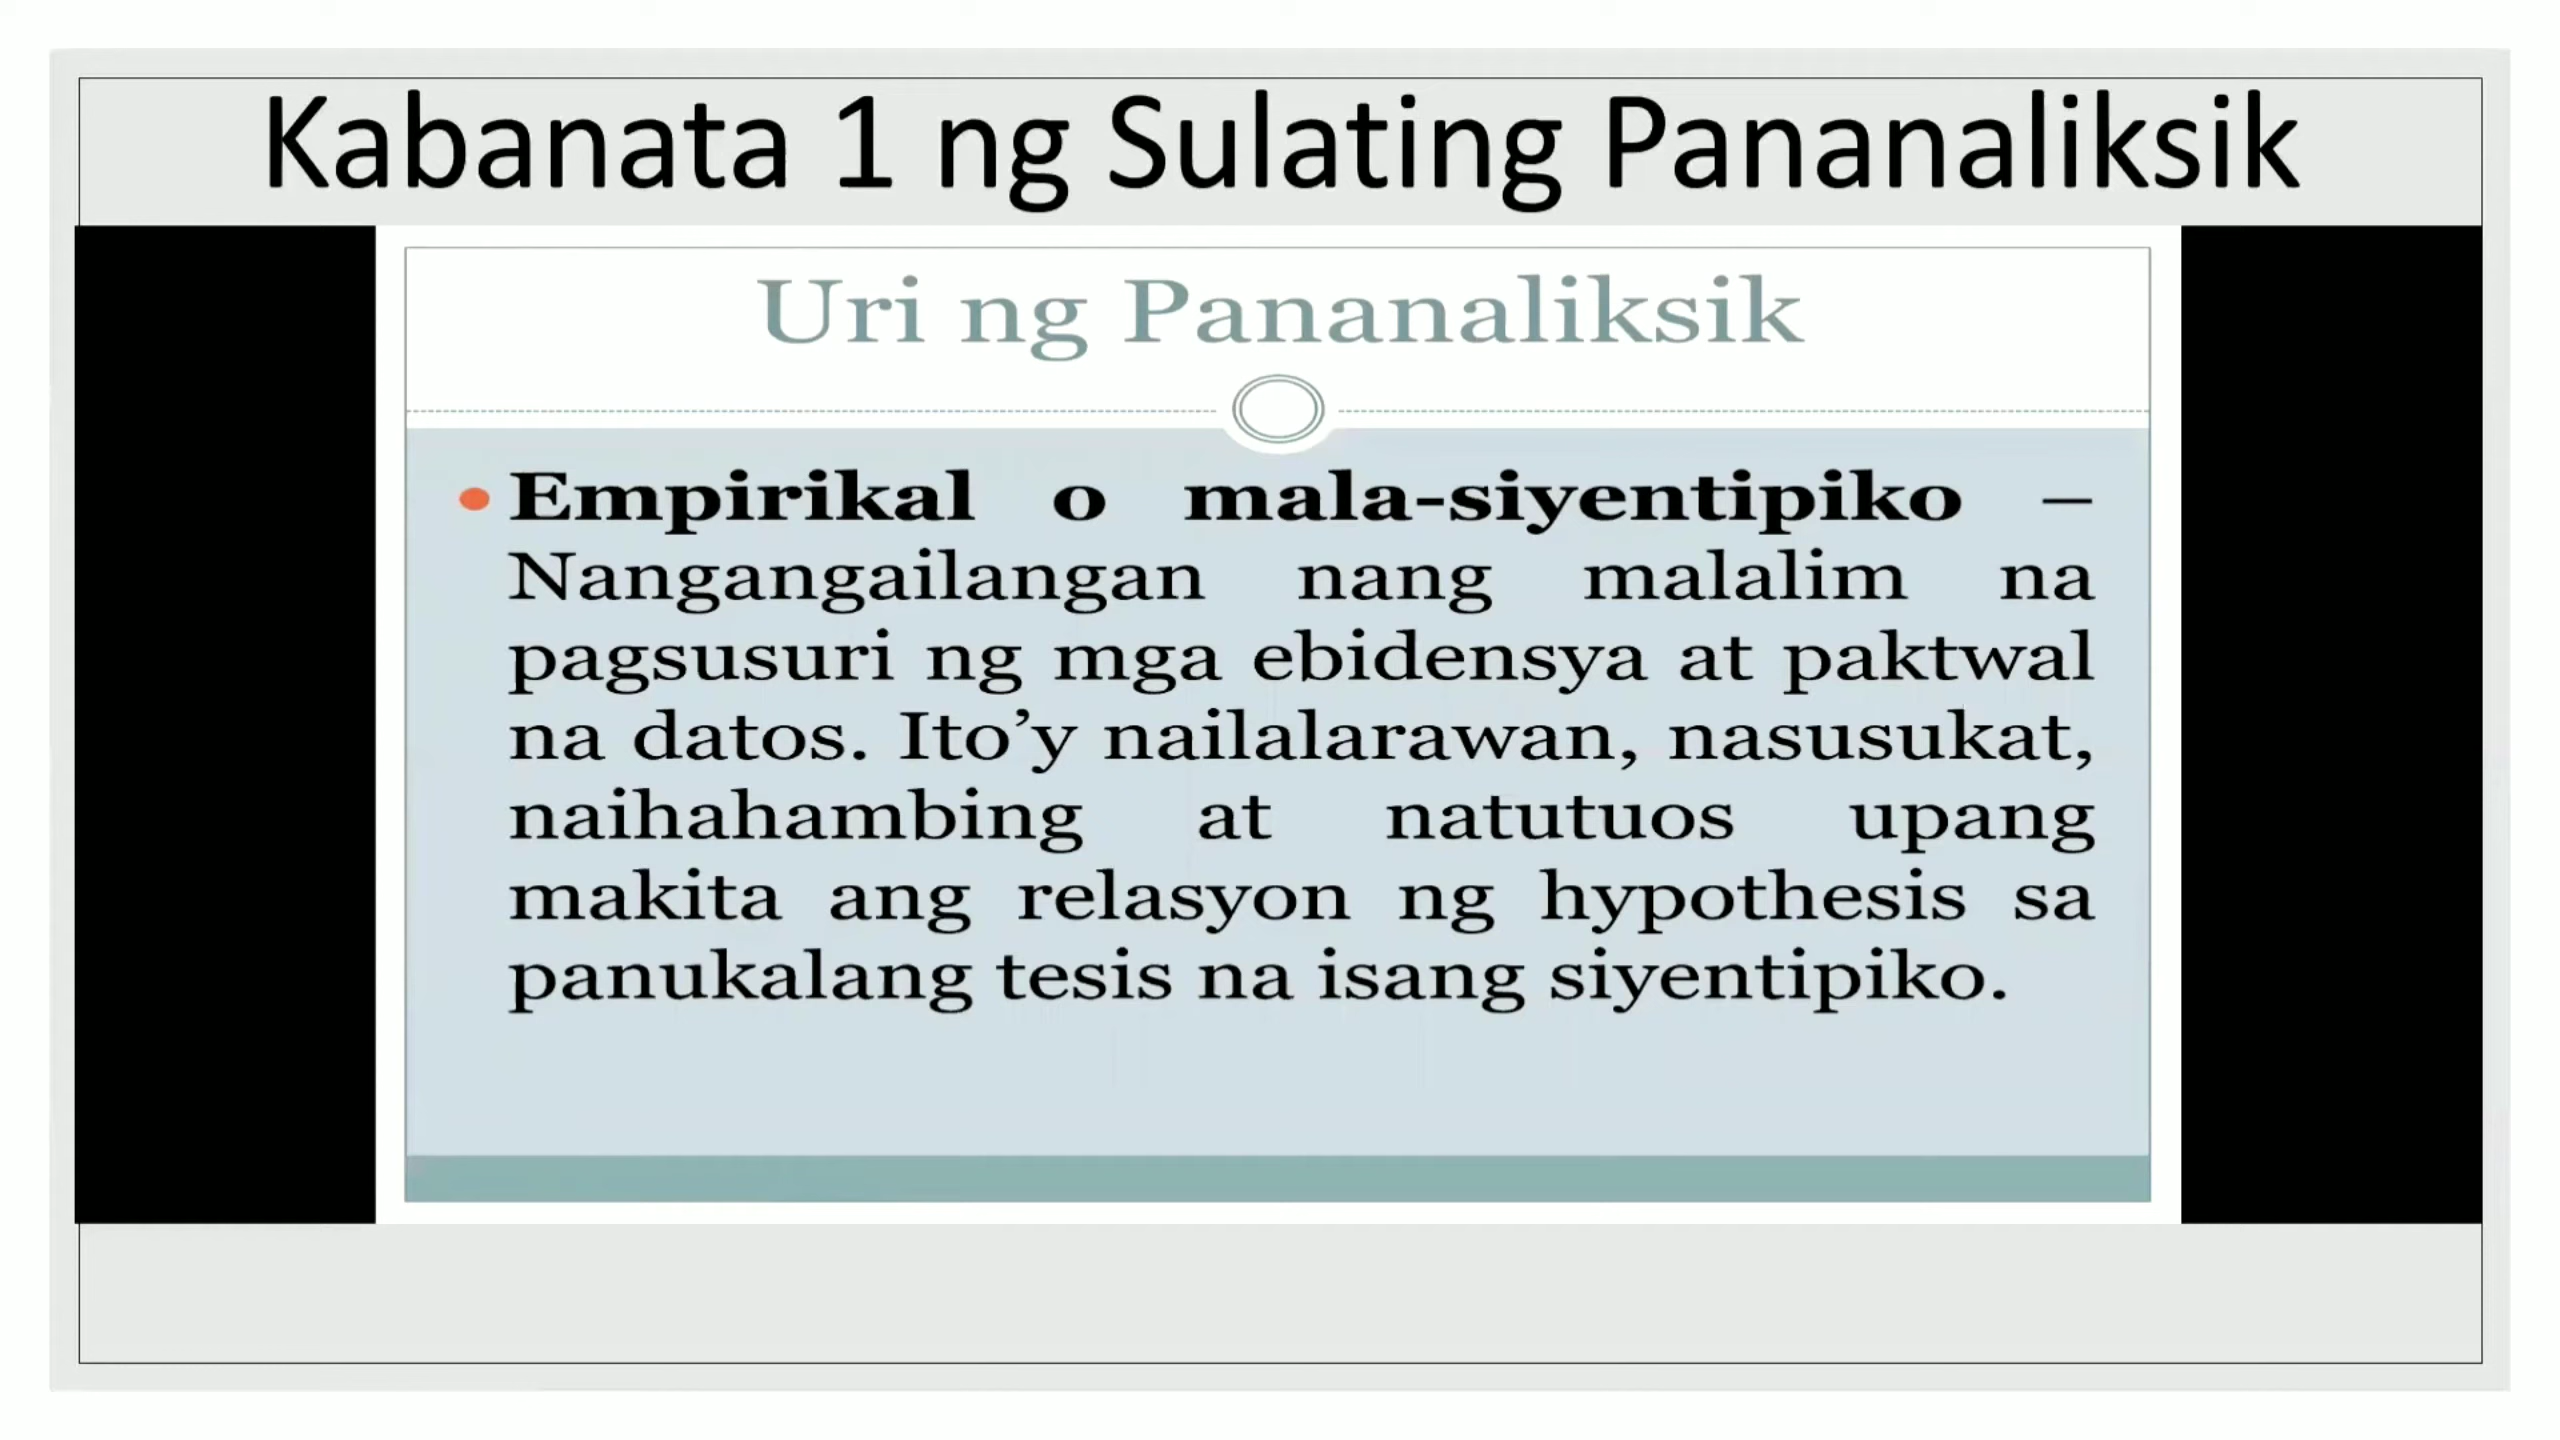 Kabanata 1 ng Sulating Pananaliksik
Uri ng Pananaliksik
Empirikal o mala-siyentipiko –
Nangangailangan nang malalim na
pagsusuri ng mga ebidensya at paktwal
na datos. Ito’y nailalarawan, nasusukat,
naihahambing at natutuos upang
makita ang relasyon ng hypothesis sa
panukalang tesis na isang siyentipiko.